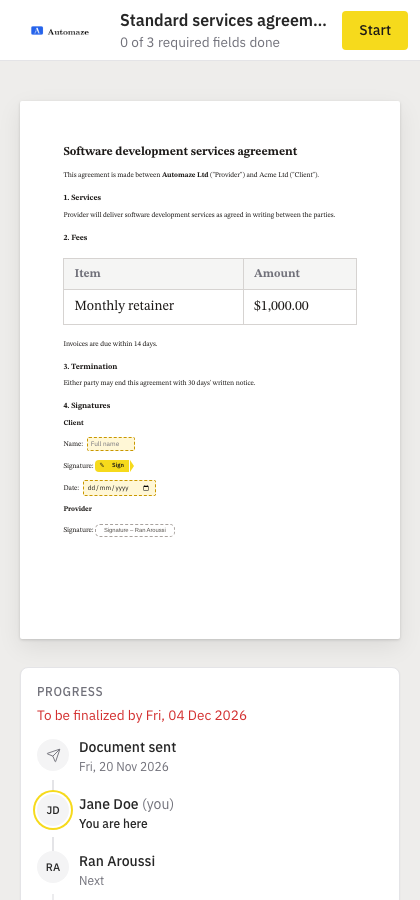 A Automaze
Standard services agreem...
0 of 3 required fields done
Start
Software development services agreement
This agreement is made between Automaze Ltd ("Provider") and Acme Ltd ("Client").
1. Services
Provider will deliver software development services as agreed in writing between the parties.
2. Fees
Item Amount
Monthly retainer $1,000.00
Invoices are due within 14 days.
3. Termination
Either party may end this agreement with 30 days' written notice.
4. Signatures
Client
Name: Full name
Signature: Sign
Date: dd/mm/yyyy
Provider
Signature: Signature – Ran Aroussi
PROGRESS
To be finalized by Fri, 04 Dec 2026
Document sent
Fri, 20 Nov 2026
JD Jane Doe (you)
You are here
RA Ran Aroussi
Next